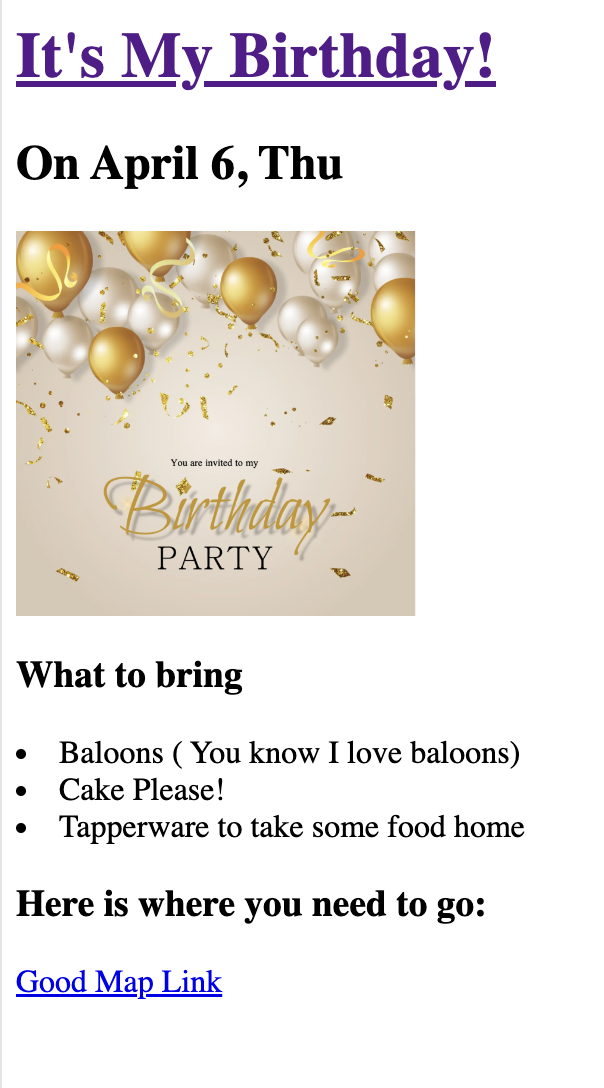 It's My Birthday!
On April 6, Thu
You are invited to my
Birthday
PARTY
What to bring
• Baloons ( You know I love baloons)
• Cake Please!
• Tapperware to take some food home
Here is where you need to go:
Good Map Link